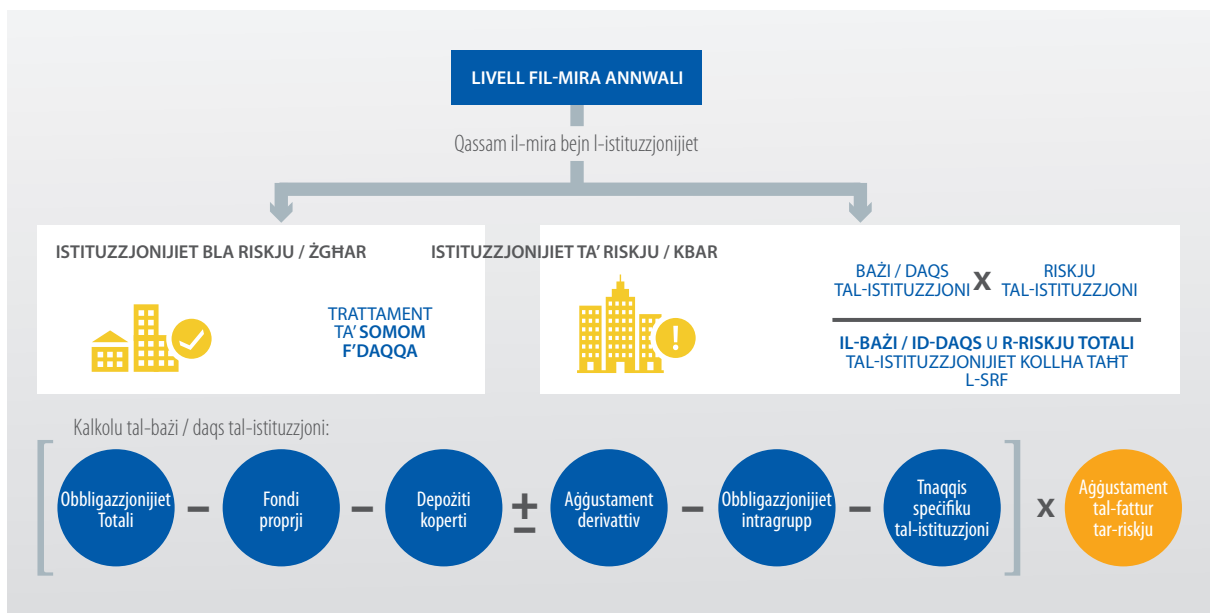 LIVELL FIL-MIRA ANNWALI
Qassam il-mira bejn l-istituzzjonijiet
ISTITUZZJONIJIET BLA RISKJU / ŻGĦAR
TRATTAMENT
TA' SOMOM
F'DAQQA
ISTITUZZJONIJIET TA' RISKJU / KBAR
BAŻI / DAQS
TAL-ISTITUZZJONI
X
RISKJU
TAL-ISTITUZZJONI
IL-BAŻI / ID-DAQS U R-RISKJU TOTALI
TAL-ISTITUZZJONIJIET KOLLHA TAĦT
L-SRF
Kalkolu tal-bażi / daqs tal-istituzzjoni:
[
Obbligazzjonijiet
Totali
–
Fondi
proprji
–
Depożiti
koperti
±
Aġġustament
derivattiv
–
Obbligazzjonijiet
intragrupp
–
Tnaqqis
speċifiku
tal-istituzzjoni
]
x
Aġġustament
tal-fattur
tar-riskju